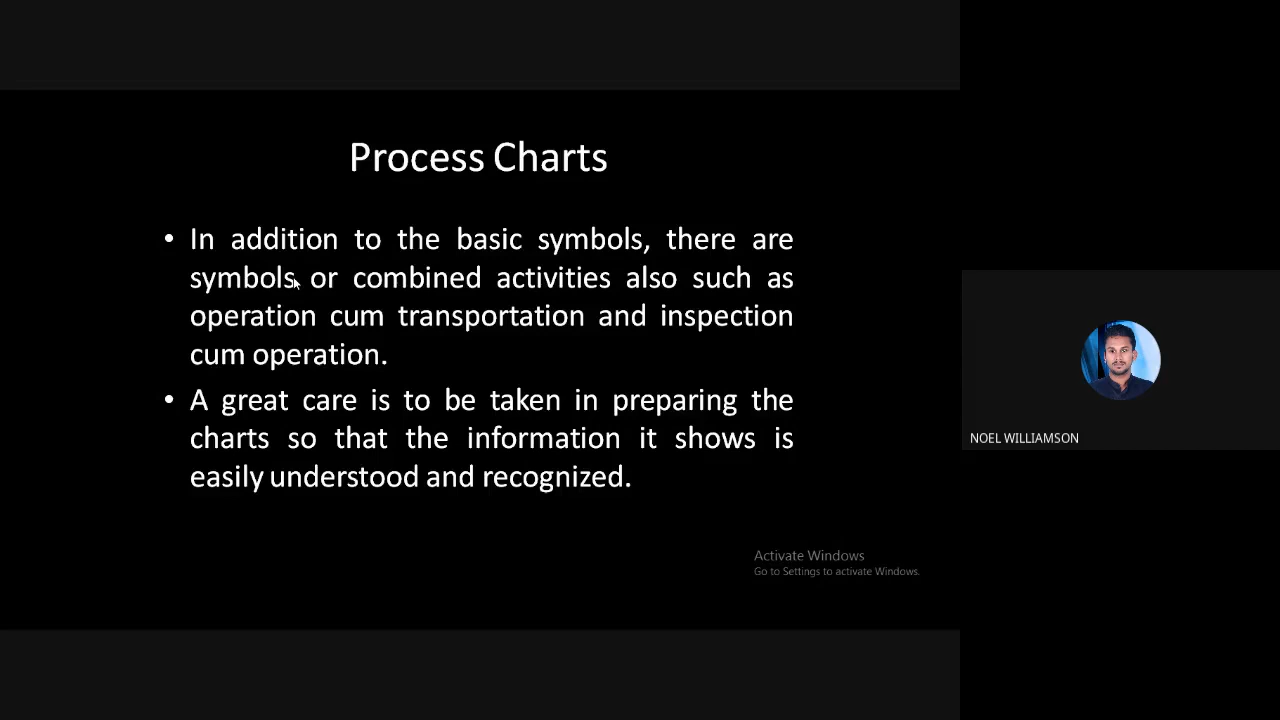 Process Charts
• In addition to the basic symbols, there are
symbols or combined activities also such as
operation cum transportation and inspection
cum operation.
• A great care is to be taken in preparing the
charts so that the information it shows is
easily understood and recognized.
NOEL WILLIAMSON
Activate Windows
Go to Settings to activate Windows.